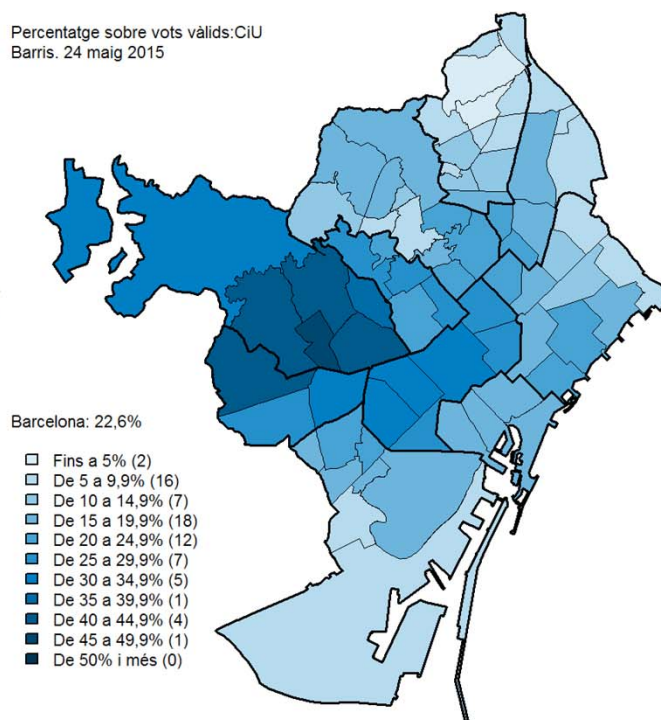 Percentatge sobre vots vàlids:CiU
Barris. 24 maig 2015
Barcelona: 22,6%
Fins a 5% (2)
De 5 a 9,9% (16)
De 10 a 14,9% (7)
De 15 a 19,9% (18)
De 20 a 24,9% (12)
De 25 a 29,9% (7)
De 30 a 34,9% (5)
De 35 a 39,9% (1)
De 40 a 44,9% (4)
De 45 a 49,9% (1)
De 50% i més (0)